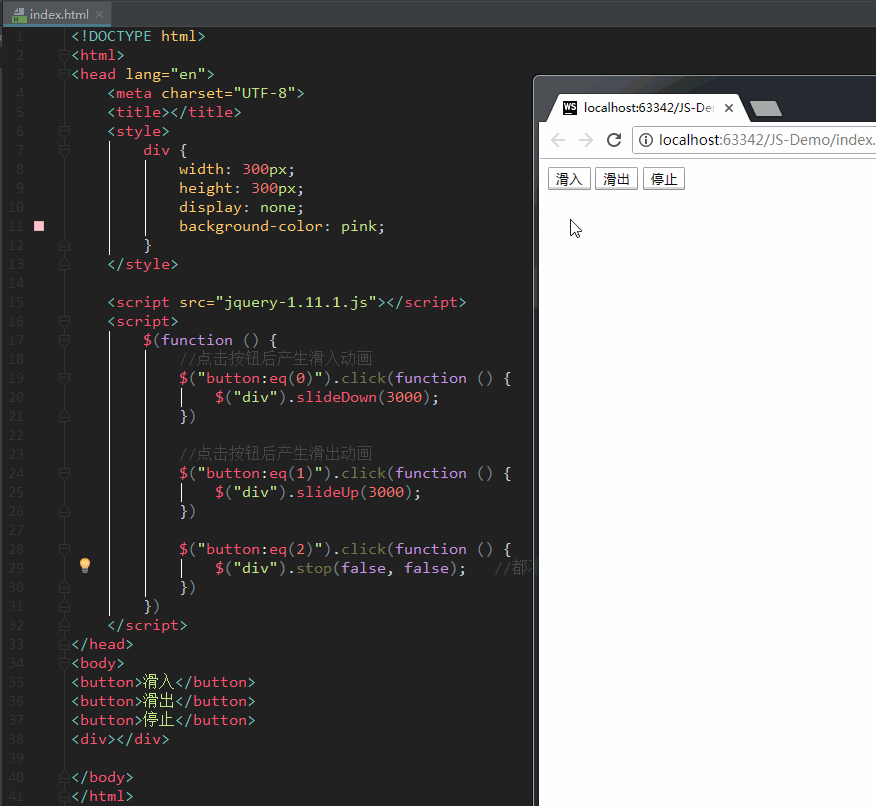 index.html
1 <!DOCTYPE html>
2 <html>
3 <head lang="en">
4 <meta charset="UTF-8">
5 <title></title>
6 <style>
7 div {
8 width: 300px;
9 height: 300px;
10 display: none;
11 background-color: pink;
12 }
13 </style>
14
15 <script src="jquery-1.11.1.js"></script>
16 <script>
17 $(function () {
18 //点击按钮后产生滑入动画
19 $("button:eq(0)").click(function () {
20 $("div").slideDown(3000);
21 })
22
23 //点击按钮后产生滑出动画
24 $("button:eq(1)").click(function () {
25 $("div").slideUp(3000);
26 })
27
28 $("button:eq(2)").click(function () {
29 $("div").stop(false, false); //都
30 })
31 })
32 </script>
33 </head>
34 <body>
35 <button>滑入</button>
36 <button>滑出</button>
37 <button>停止</button>
38 <div></div>
39
40 </body>
41 </html>
WS localhost:63342/JS-De
localhost:63342/JS-Demo/index.
滑入 滑出 停止